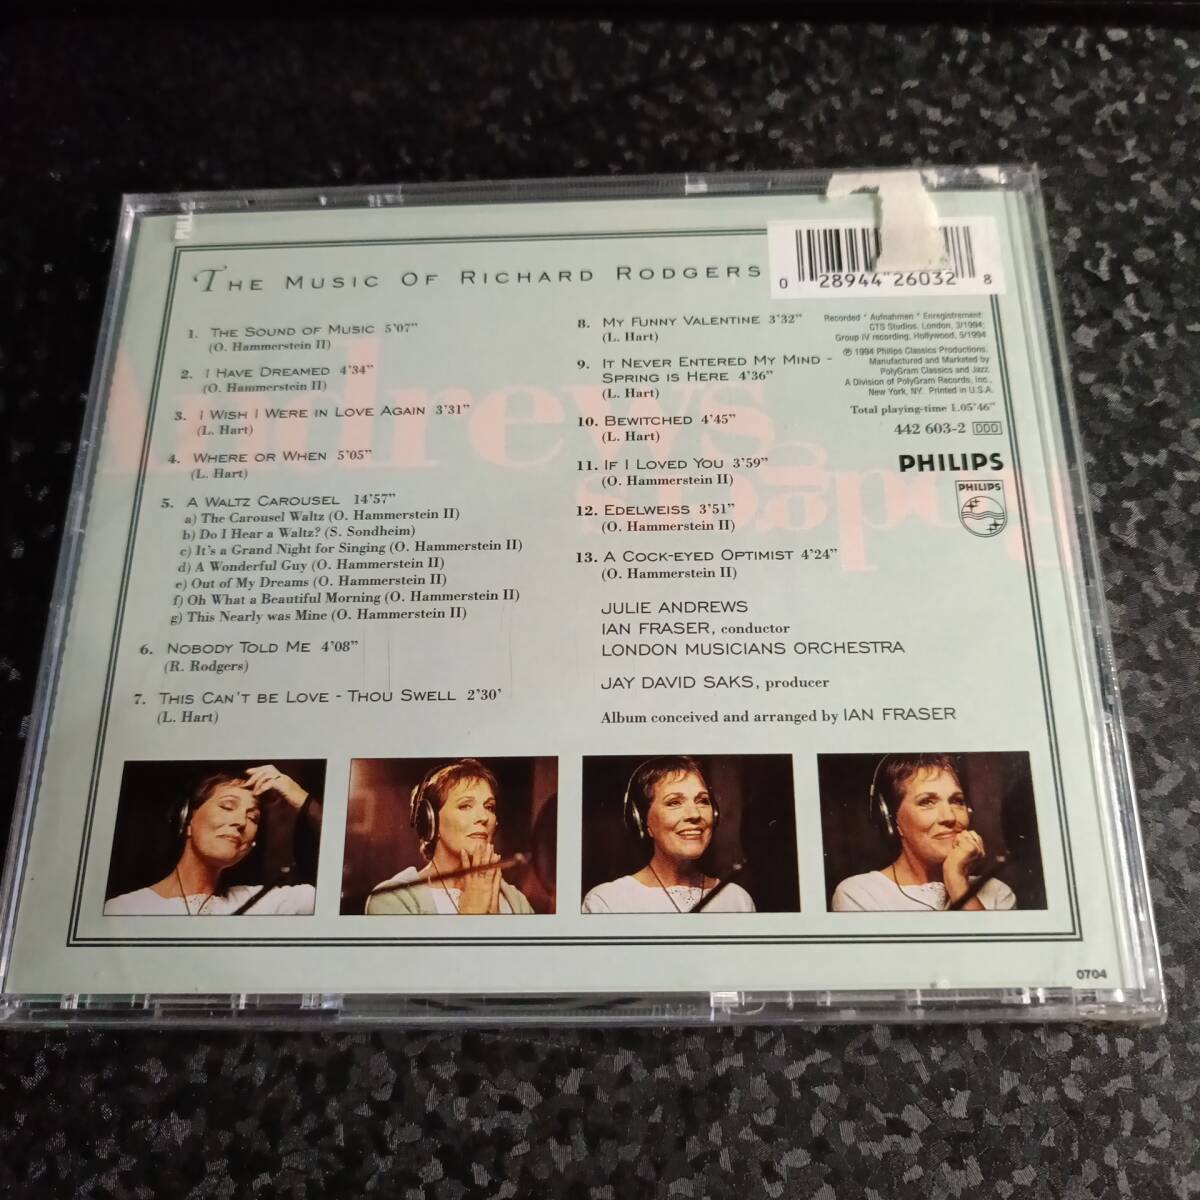 THE MUSIC OF RICHARD RODGERS
0 28944 26032 8
1. THE SOUND OF MUSIC 5'07"
(O. Hammerstein II)
2. I HAVE DREAMED 4'34"
(O. Hammerstein II)
3. I WISH I WERE IN LOVE AGAIN 3'31"
(L. Hart)
4. WHERE OR WHEN 5'05"
(L. Hart)
5. A WALTZ CAROUSEL 14'57"
a) The Carousel Waltz (O. Hammerstein II)
b) Do I Hear a Waltz? (S. Sondheim)
c) It's a Grand Night for Singing (O. Hammerstein II)
d) A Wonderful Guy (O. Hammerstein II)
e) Out of My Dreams (O. Hammerstein II)
f) Oh What a Beautiful Morning (O. Hammerstein II)
g) This Nearly was Mine (O. Hammerstein II)
6. NOBODY TOLD ME 4'08"
(R. Rodgers)
7. THIS CAN'T BE LOVE - THOU SWELL 2'30'
(L. Hart)
8. MY FUNNY VALENTINE 3'32"
(L. Hart)
9. IT NEVER ENTERED MY MIND -
SPRING IS HERE 4'36"
(L. Hart)
10. BEWITCHED 4'45"
(L. Hart)
11. IF I LOVED YOU 3'59"
(O. Hammerstein II)
12. EDELWEISS 3'51"
(O. Hammerstein II)
13. A COCK-EYED OPTIMIST 4'24"
(O. Hammerstein II)
JULIE ANDREWS
IAN FRASER, conductor
LONDON MUSICIANS ORCHESTRA
JAY DAVID SAKS, producer
Album conceived and arranged by IAN FRASER
Recorded * Aufnahmen * Enregistrement:
CTS Studios, London, 3/1994;
Group IV recording, Hollywood, 5/1994
℗ 1994 Philips Classics Productions.
Manufactured and Marketed by
PolyGram Classics and Jazz.
A Division of PolyGram Records, Inc.,
New York, NY. Printed in U.S.A.
Total playing-time 1.05'46"
442 603-2 DDD
PHILIPS
PHILIPS
Andrews
0704